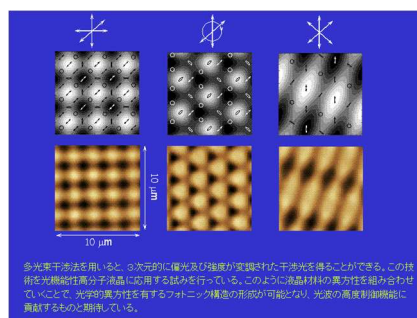 10 μm
10 μm
多光束干渉法を用いると、3次元的に偏光及び強度が変調された干渉光を得ることができる。この技
術を光機能性高分子液晶に応用する試みを行っている。このように液晶材料の異方性を組み合わせ
ていくことで、光学的異方性を有するフォトニック構造の形成が可能となり、光波の高度制御機能に
貢献するものと期待している。